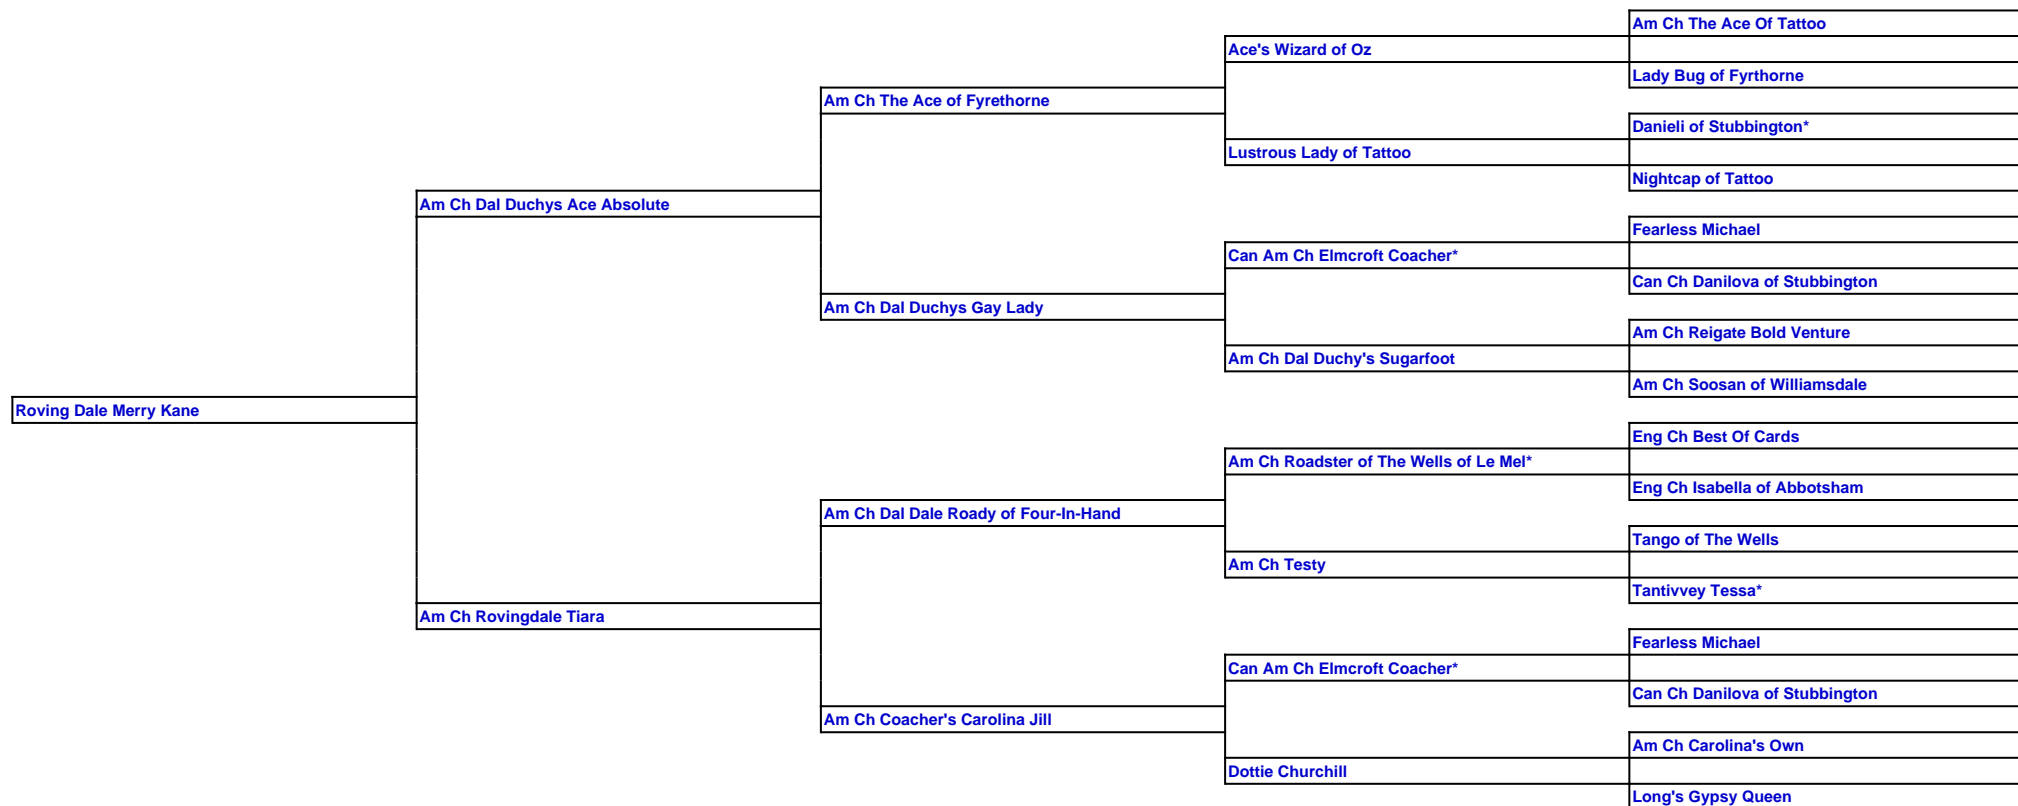 Am Ch The Ace Of Tattoo
Ace's Wizard of Oz
Lady Bug of Fyrthorne
Am Ch The Ace of Fyrethorne
Danieli of Stubbington*
Lustrous Lady of Tattoo
Nightcap of Tattoo
Am Ch Dal Duchys Ace Absolute
Fearless Michael
Can Am Ch Elmcroft Coacher*
Can Ch Danilova of Stubbington
Am Ch Dal Duchys Gay Lady
Am Ch Reigate Bold Venture
Am Ch Dal Duchy's Sugarfoot
Am Ch Soosan of Williamsdale
Roving Dale Merry Kane
Eng Ch Best Of Cards
Am Ch Roadster of The Wells of Le Mel*
Eng Ch Isabella of Abbotsham
Am Ch Dal Dale Roady of Four-In-Hand
Tango of The Wells
Am Ch Testy
Tantivvey Tessa*
Am Ch Rovingdale Tiara
Fearless Michael
Can Am Ch Elmcroft Coacher*
Can Ch Danilova of Stubbington
Am Ch Coacher's Carolina Jill
Am Ch Carolina's Own
Dottie Churchill
Long's Gypsy Queen